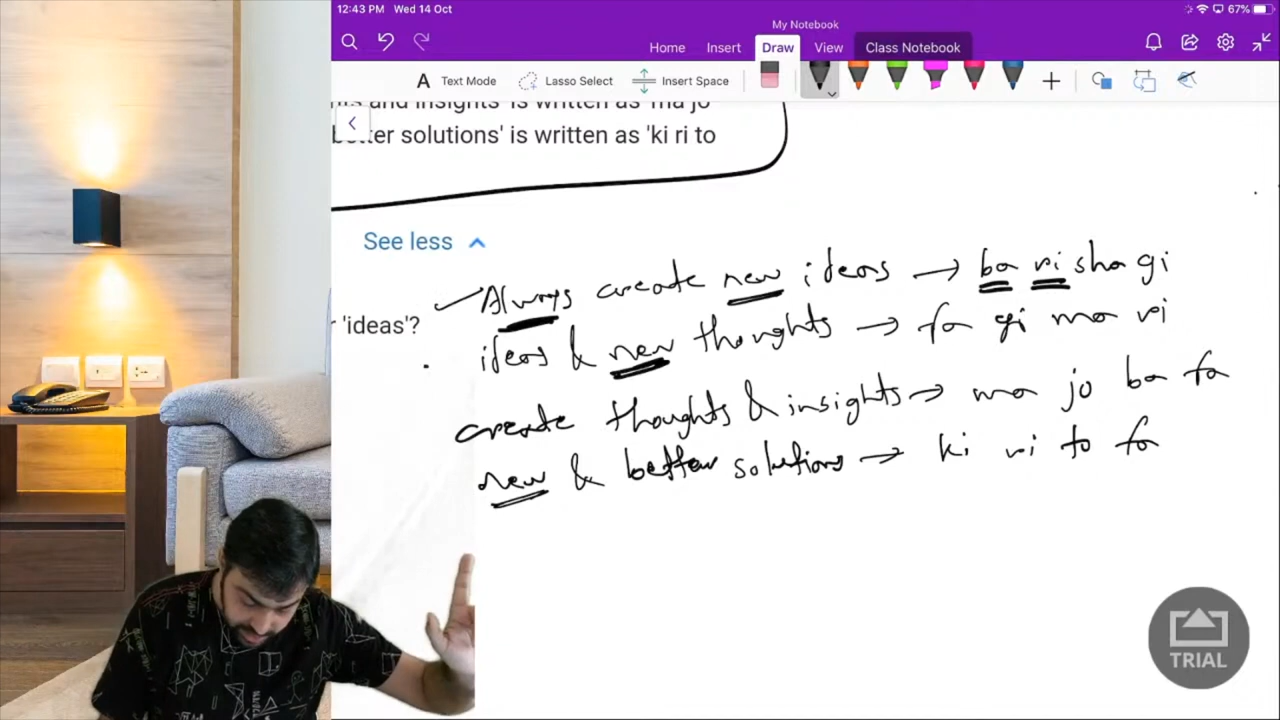 12:43 PM Wed 14 Oct
67%
My Notebook
Home Insert Draw View Class Notebook
A Text Mode Lasso Select Insert Space
and insights' is written as 'ma jo
better solutions' is written as 'ki ri to
See less
'ideas'?
Always create new ideas → ba ri sha gi
ideas & new thoughts → fa gi ma ri
create thoughts & insights → ma jo ba fa
new & better solutions → ki ri to fa
TRIAL